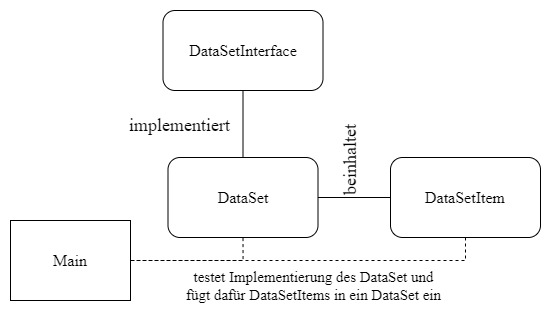 DataSetInterface
implementiert
beinhaltet
DataSet
DataSetItem
Main
testet Implementierung des DataSet und
fügt dafür DataSetItems in ein DataSet ein